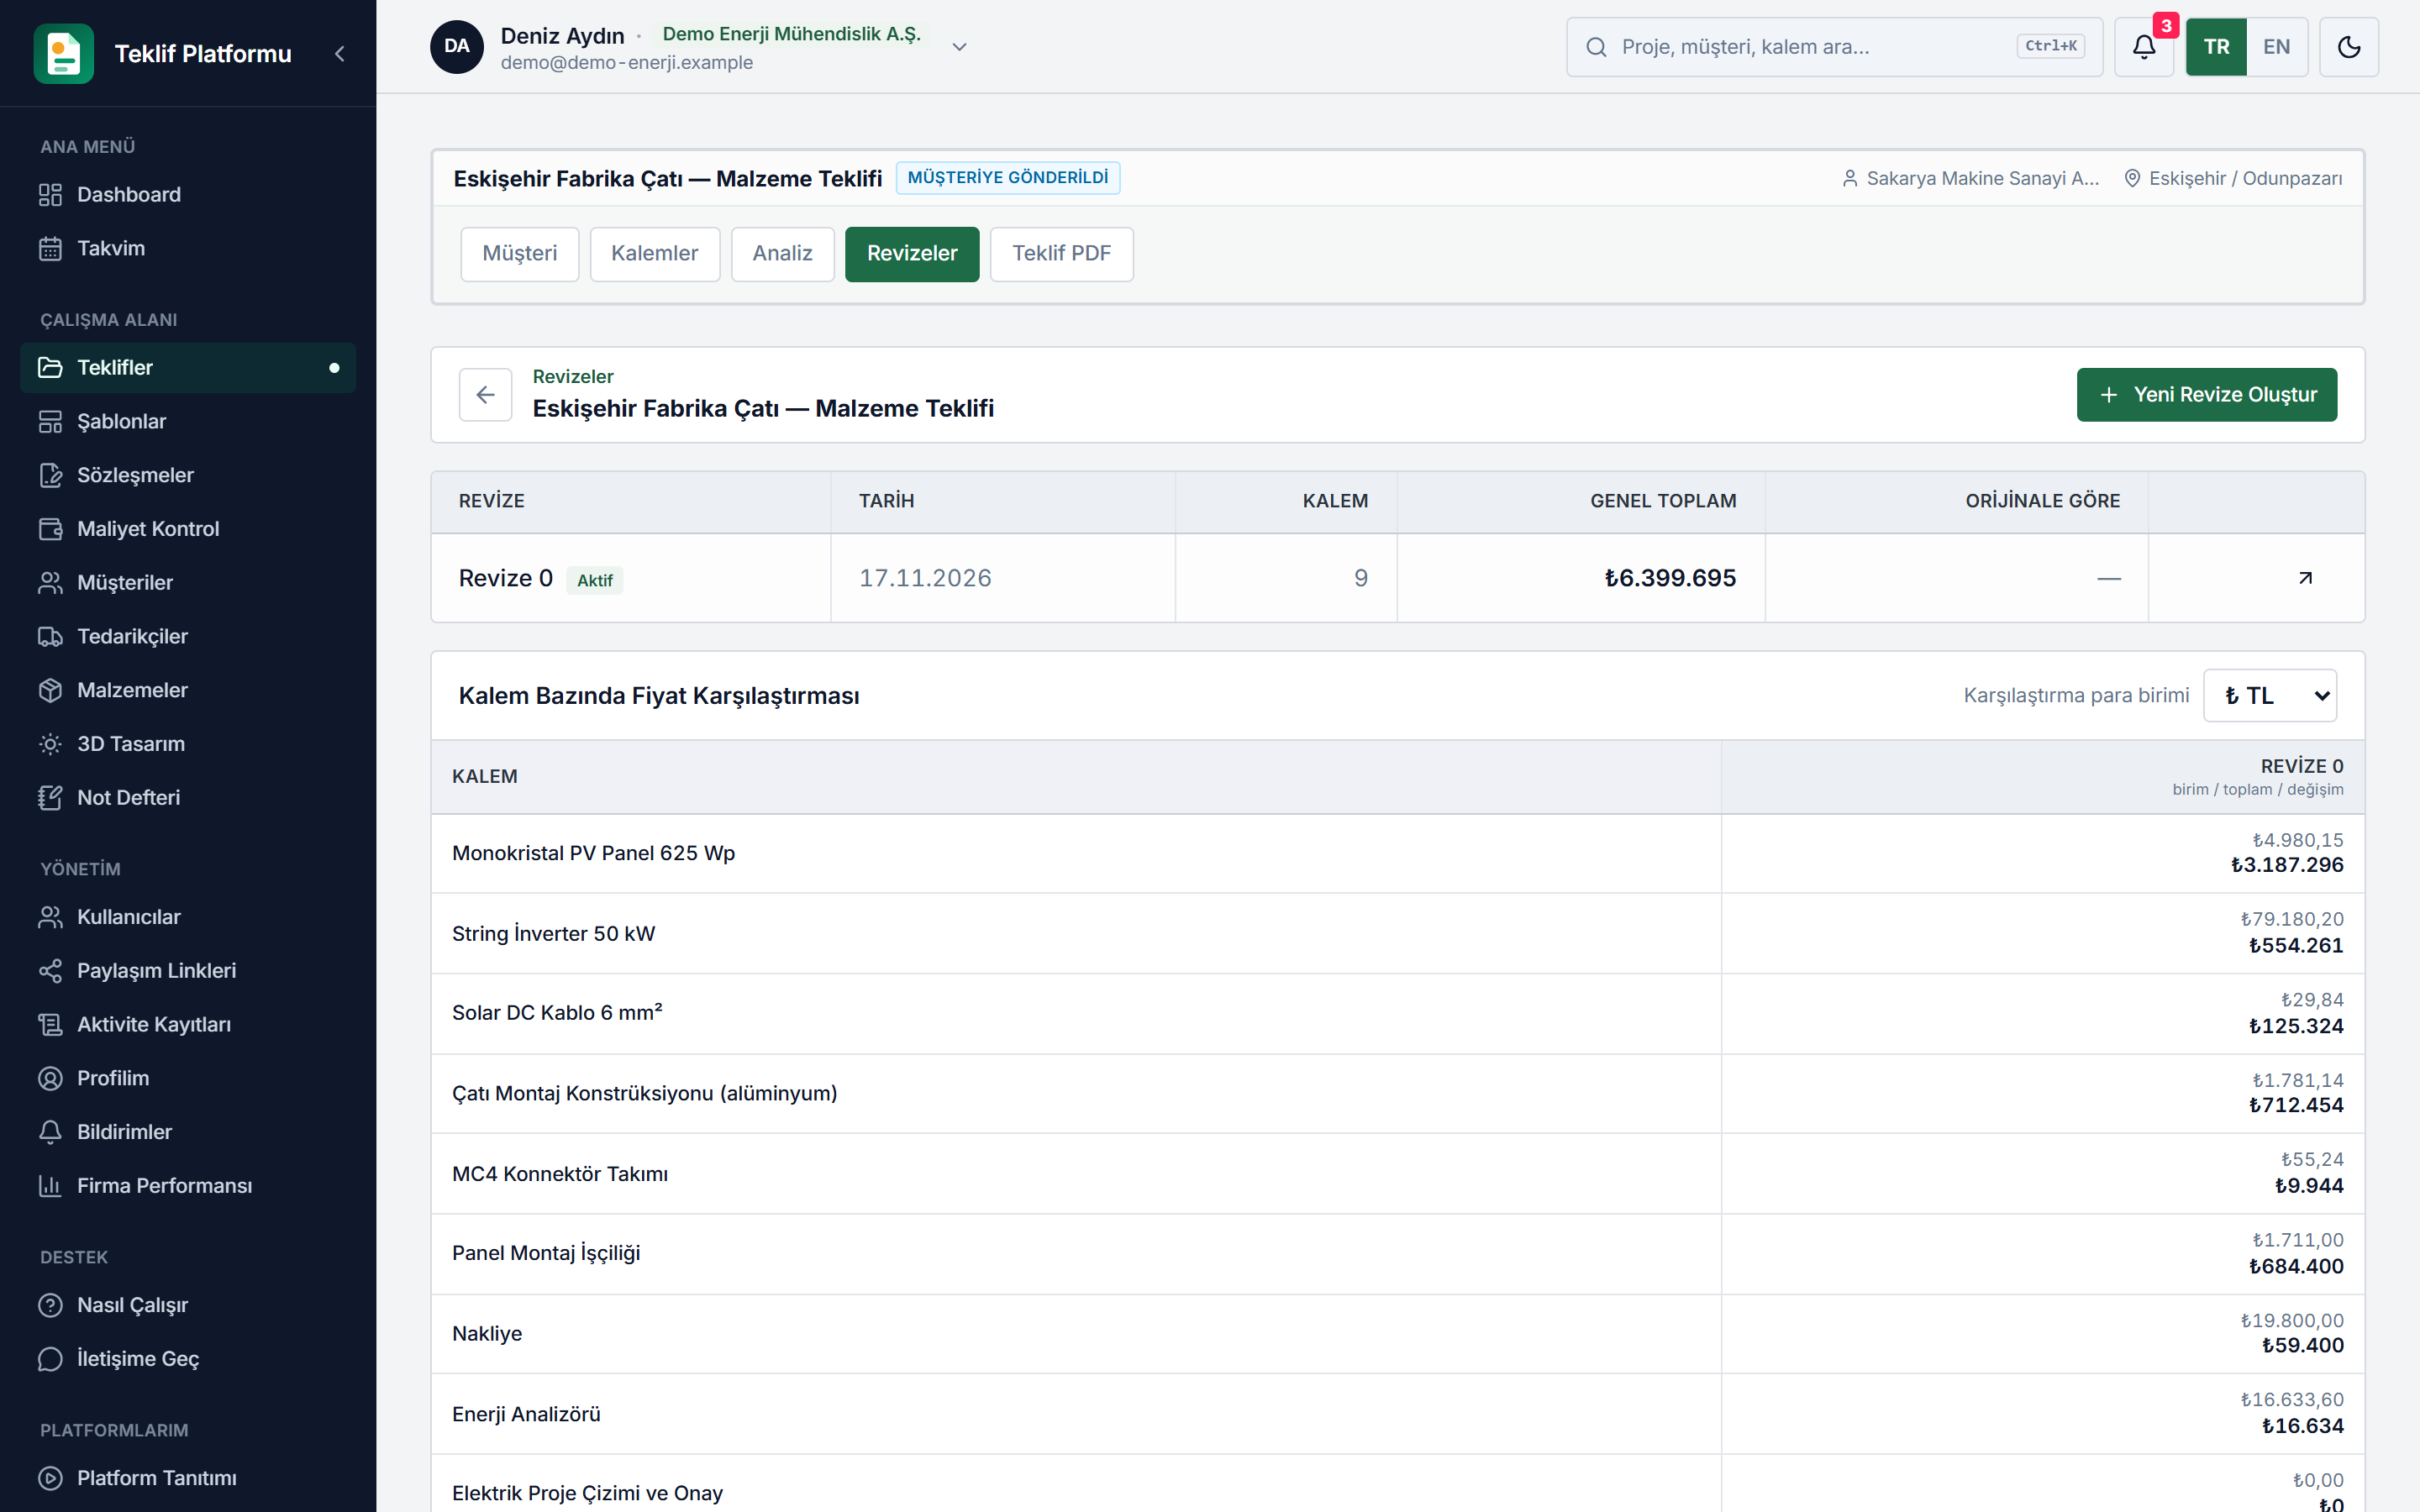 Teklif Platformu
ANA MENÜ
Dashboard
Takvim
ÇALIŞMA ALANI
Teklifler
Şablonlar
Sözleşmeler
Maliyet Kontrol
Müşteriler
Tedarikçiler
Malzemeler
3D Tasarım
Not Defteri
YÖNETİM
Kullanıcılar
Paylaşım Linkleri
Aktivite Kayıtları
Profilim
Bildirimler
Firma Performansı
DESTEK
Nasıl Çalışır
İletişime Geç
PLATFORMLARIM
Platform Tanıtımı
DA
Deniz Aydın · Demo Enerji Mühendislik A.Ş.
demo@demo-enerji.example
Proje, müşteri, kalem ara... Ctrl+K
3
TR EN
Eskişehir Fabrika Çatı — Malzeme Teklifi MÜŞTERİYE GÖNDERİLDİ
Sakarya Makine Sanayi A... Eskişehir / Odunpazarı
Müşteri Kalemler Analiz Revizeler Teklif PDF
Revizeler
Eskişehir Fabrika Çatı — Malzeme Teklifi
+ Yeni Revize Oluştur
REVİZE TARİH KALEM GENEL TOPLAM ORİJİNALE GÖRE
Revize 0 Aktif 17.11.2026 9 ₺6.399.695 —
Kalem Bazında Fiyat Karşılaştırması
Karşılaştırma para birimi ₺ TL
KALEM REVİZE 0
birim / toplam / değişim
Monokristal PV Panel 625 Wp ₺4.980,15
₺3.187.296
String İnverter 50 kW ₺79.180,20
₺554.261
Solar DC Kablo 6 mm² ₺29,84
₺125.324
Çatı Montaj Konstrüksiyonu (alüminyum) ₺1.781,14
₺712.454
MC4 Konnektör Takımı ₺55,24
₺9.944
Panel Montaj İşçiliği ₺1.711,00
₺684.400
Nakliye ₺19.800,00
₺59.400
Enerji Analizörü ₺16.633,60
₺16.634
Elektrik Proje Çizimi ve Onay ₺0,00
₺0